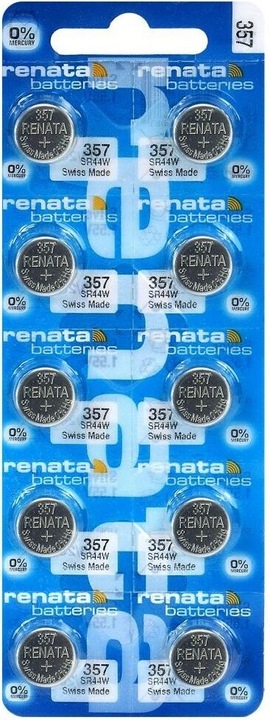 0%
MERCURY
357
renata
batteries
renata
batteries
357
RENATA
+
Swiss Made
357
SR44W
Swiss Made
0%
357
RENATA
+
Swiss Made
357
SR44W
Swiss Made
0%
renata
batteries
renata
batteries
357
RENATA
+
Swiss Made
357
SR44W
Swiss Made
0%
357
RENATA
+
Swiss Made
357
SR44W
Swiss Made
0%
renata
batteries
renata
batteries
357
RENATA
+
Swiss Made
357
SR44W
Swiss Made
0%
357
RENATA
+
Swiss Made
357
SR44W
Swiss Made
0%
renata
batteries
renata
batteries
357
RENATA
+
Swiss Made
357
SR44W
Swiss Made
0%
357
RENATA
+
Swiss Made
357
SR44W
Swiss Made
0%
renata
batteries
renata
batteries
357
RENATA
+
Swiss Made
357
SR44W
Swiss Made
0%
357
RENATA
+
Swiss Made
357
SR44W
Swiss Made
0%